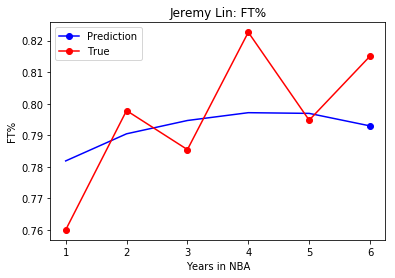 Jeremy Lin: FT%
Prediction
True
FT%
0.82
0.81
0.80
0.79
0.78
0.77
0.76
1 2 3 4 5 6
Years in NBA